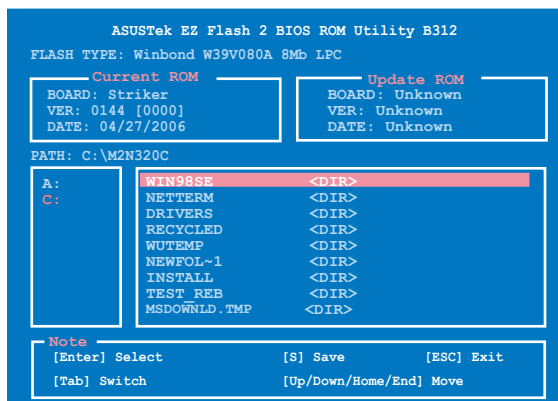 ASUSTek EZ Flash 2 BIOS ROM Utility B312
FLASH TYPE: Winbond W39V080A 8Mb LPC
Current ROM
BOARD: Striker
VER: 0144 [0000]
DATE: 04/27/2006
Update ROM
BOARD: Unknown
VER: Unknown
DATE: Unknown
PATH: C:\M2N320C
A:
C:
WIN98SE <DIR>
NETTERM <DIR>
DRIVERS <DIR>
RECYCLED <DIR>
WUTEMP <DIR>
NEWFOL~1 <DIR>
INSTALL <DIR>
TEST_REB <DIR>
MSDOWNLD.TMP <DIR>
Note
[Enter] Select [S] Save [ESC] Exit
[Tab] Switch [Up/Down/Home/End] Move